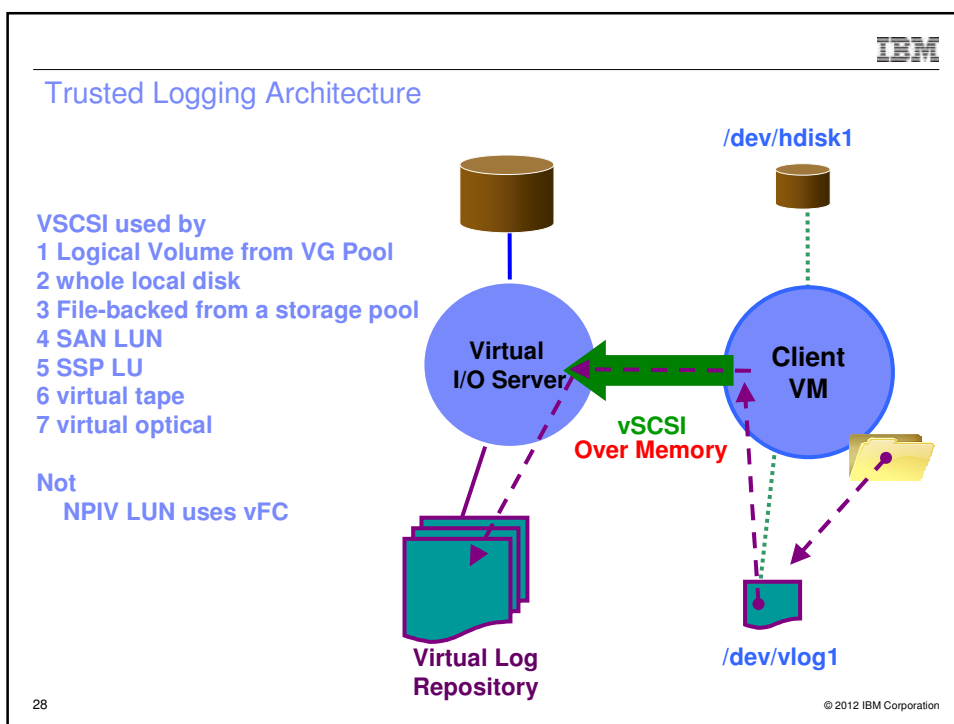 IBM
Trusted Logging Architecture
/dev/hdisk1
VSCSI used by
1 Logical Volume from VG Pool
2 whole local disk
3 File-backed from a storage pool
4 SAN LUN
5 SSP LU
6 virtual tape
7 virtual optical
Not
NPIV LUN uses vFC
Virtual
I/O Server
Client
VM
vSCSI
Over Memory
Virtual Log
Repository
/dev/vlog1
28
© 2012 IBM Corporation